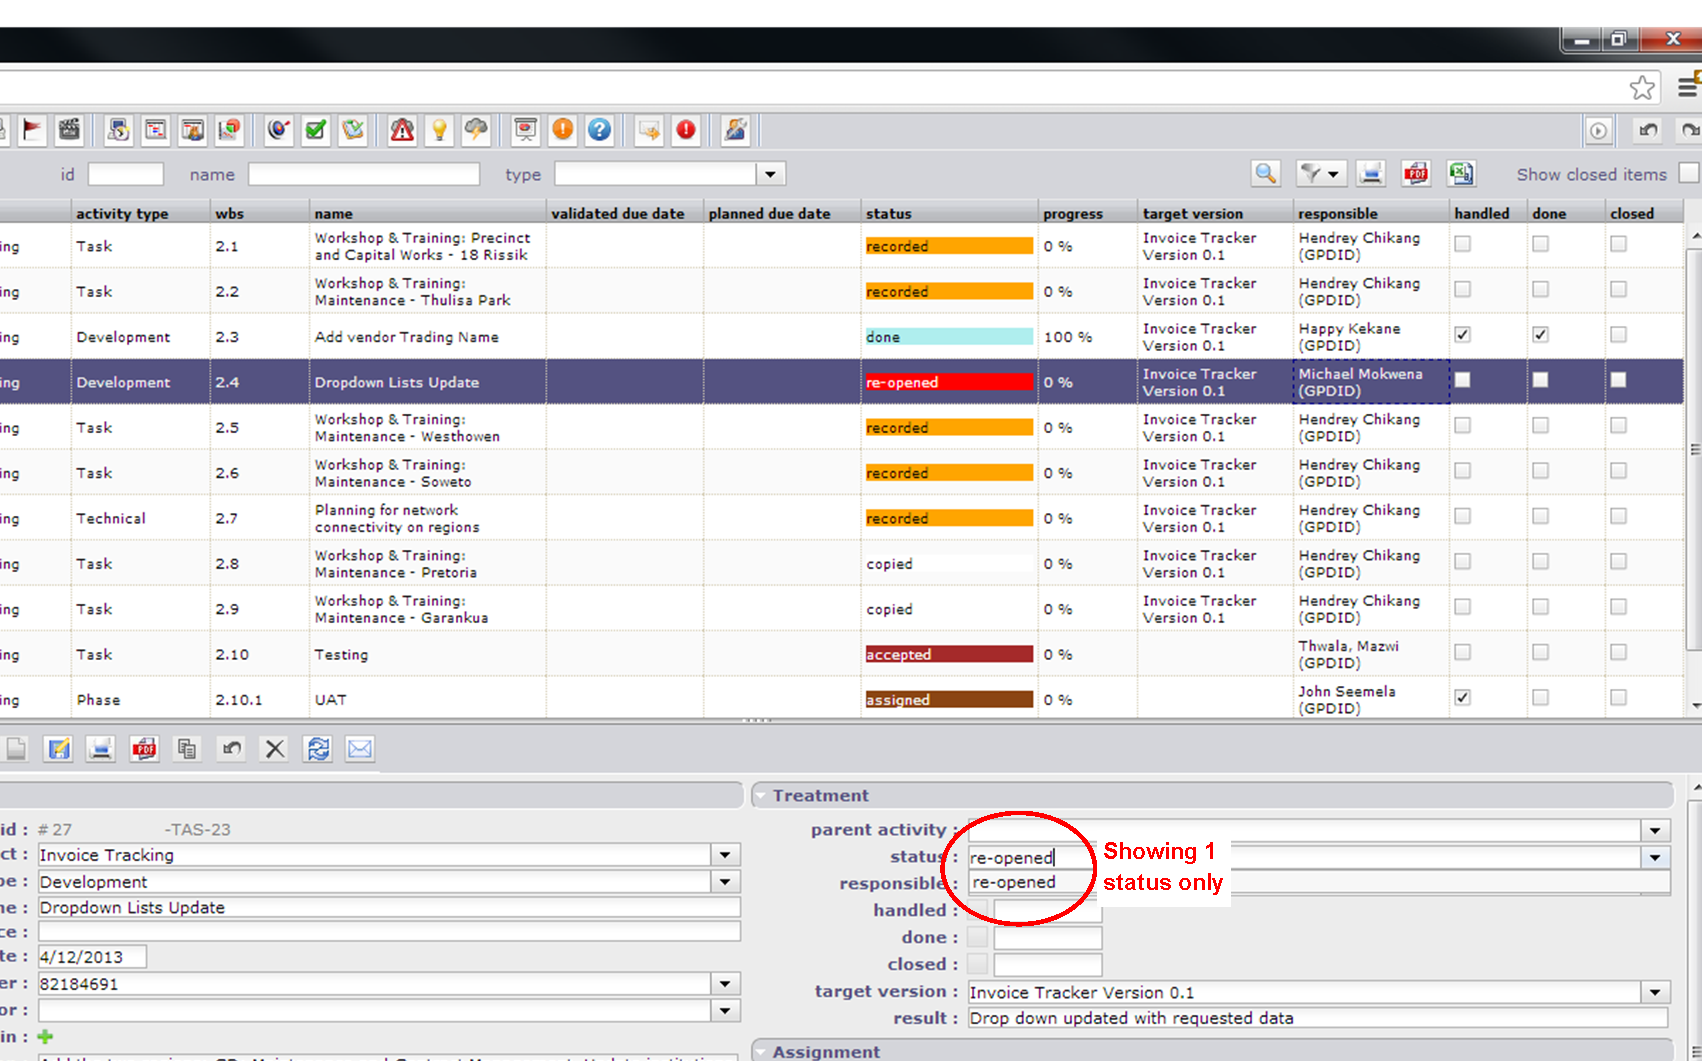 id name type Show closed items
activity type wbs name validated due date planned due date status progress target version responsible handled done closed
ing Task 2.1 Workshop & Training: Precinct and Capital Works - 18 Rissik recorded 0 % Invoice Tracker Version 0.1 Hendrey Chikang (GPDID)
ing Task 2.2 Workshop & Training: Maintenance - Thulisa Park recorded 0 % Invoice Tracker Version 0.1 Hendrey Chikang (GPDID)
ing Development 2.3 Add vendor Trading Name done 100 % Invoice Tracker Version 0.1 Happy Kekane (GPDID)
ing Development 2.4 Dropdown Lists Update re-opened 0 % Invoice Tracker Version 0.1 Michael Mokwena (GPDID)
ing Task 2.5 Workshop & Training: Maintenance - Westhowen recorded 0 % Invoice Tracker Version 0.1 Hendrey Chikang (GPDID)
ing Task 2.6 Workshop & Training: Maintenance - Soweto recorded 0 % Invoice Tracker Version 0.1 Hendrey Chikang (GPDID)
ing Technical 2.7 Planning for network connectivity on regions recorded 0 % Invoice Tracker Version 0.1 Hendrey Chikang (GPDID)
ing Task 2.8 Workshop & Training: Maintenance - Pretoria copied 0 % Invoice Tracker Version 0.1 Hendrey Chikang (GPDID)
ing Task 2.9 Workshop & Training: Maintenance - Garankua copied 0 % Invoice Tracker Version 0.1 Hendrey Chikang (GPDID)
ing Task 2.10 Testing accepted 0 % Thwala, Mazwi (GPDID)
ing Phase 2.10.1 UAT assigned 0 % John Seemela (GPDID)
id : # 27 -TAS-23
ct : Invoice Tracking
pe : Development
ne : Dropdown Lists Update
ce :
te : 4/12/2013
er : 82184691
or :
in :
Treatment
parent activity :
status : re-opened
re-opened
responsible :
Showing 1
status only
handled :
done :
closed :
target version : Invoice Tracker Version 0.1
result : Drop down updated with requested data
Assignment